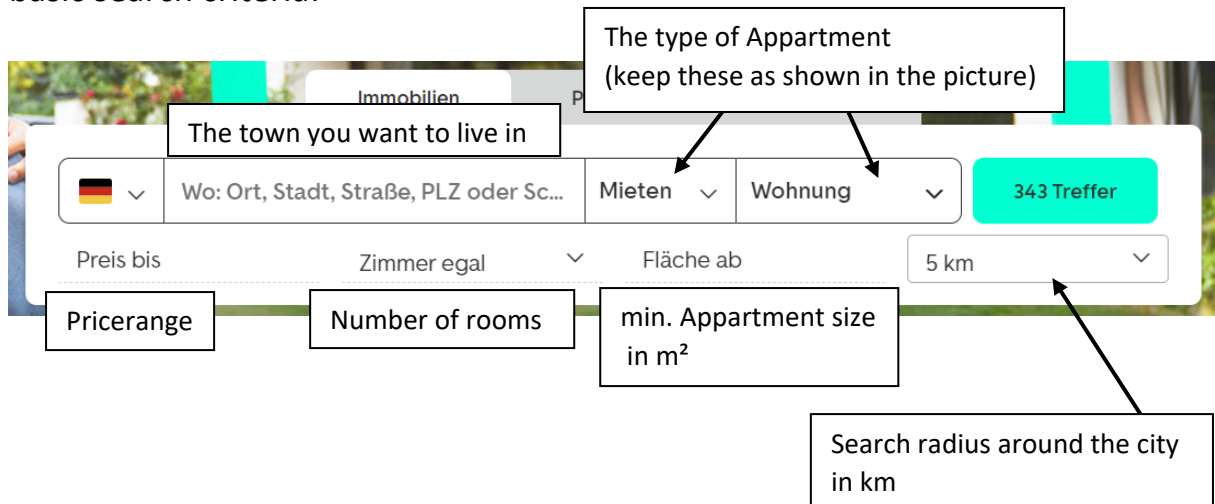 basic search criteria:
The type of Appartment
(keep these as shown in the picture)
Immobilien
P
The town you want to live in
Wo: Ort, Stadt, Straße, PLZ oder Sc...
Mieten
Wohnung
343 Treffer
Preis bis
Zimmer egal
Fläche ab
5 km
Pricerange
Number of rooms
min. Appartment size
in m²
Search radius around the city
in km